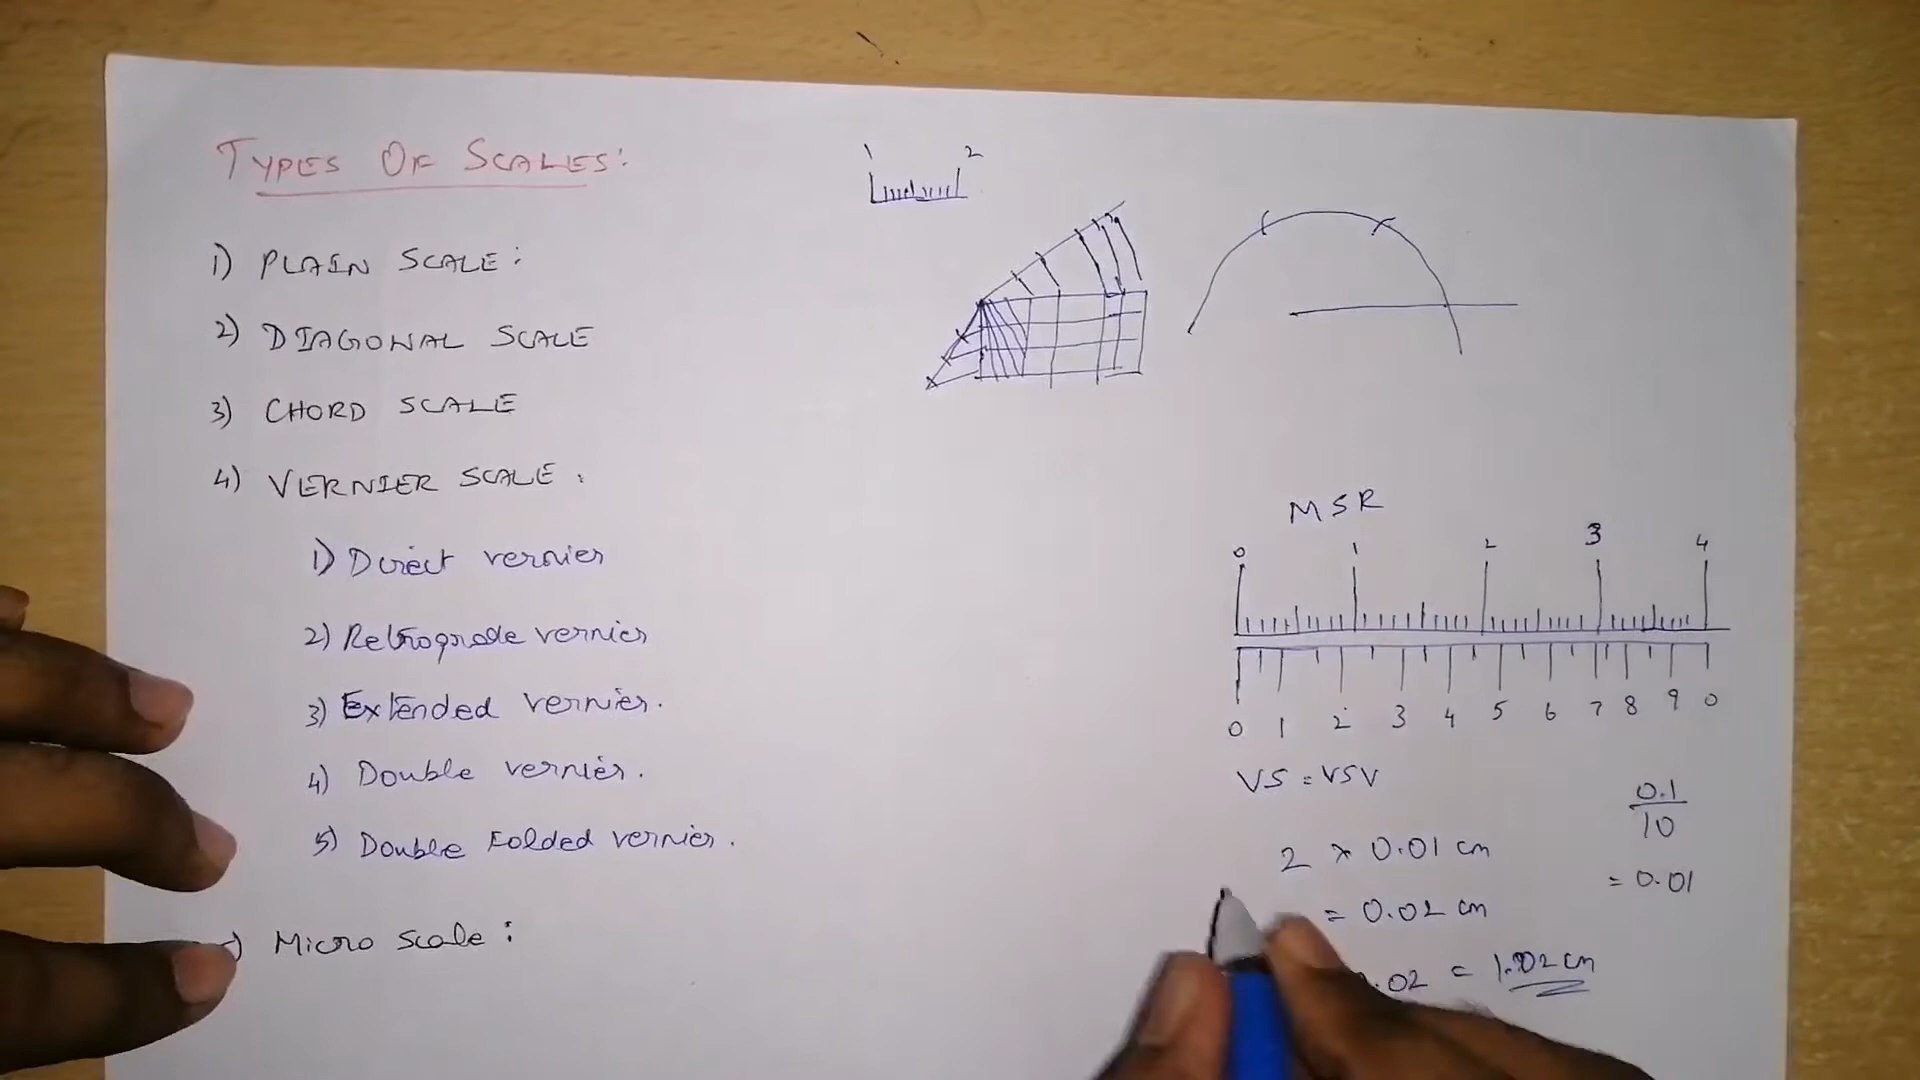 TYPES OF SCALES:
1) PLAIN SCALE:
2) DIAGONAL SCALE
3) CHORD SCALE
4) VERNIER SCALE:
1) Direct vernier
2) Retrograde vernier
3) Extended vernier.
4) Double vernier.
5) Double Folded vernier.
) Micro scale:
1 2
MSR
0 1 2 3 4
0 1 2 3 4 5 6 7 8 9 0
VS = VSV
2 × 0.01 cm
= 0.02 cm
.02 = 1.02 cm
0.1
10
= 0.01